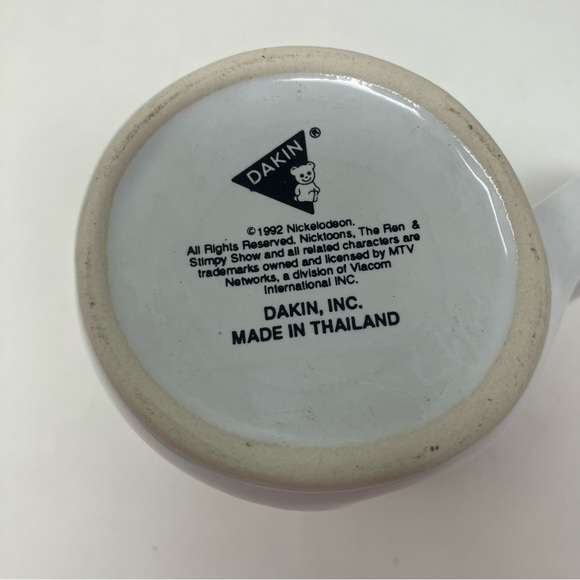 DAKIN ®
©1992 Nickelodeon.
All Rights Reserved. Nicktoons, The Ren &
Stimpy Show and all related characters are
trademarks owned and licensed by MTV
Networks, a division of Viacom
International INC.
DAKIN, INC.
MADE IN THAILAND